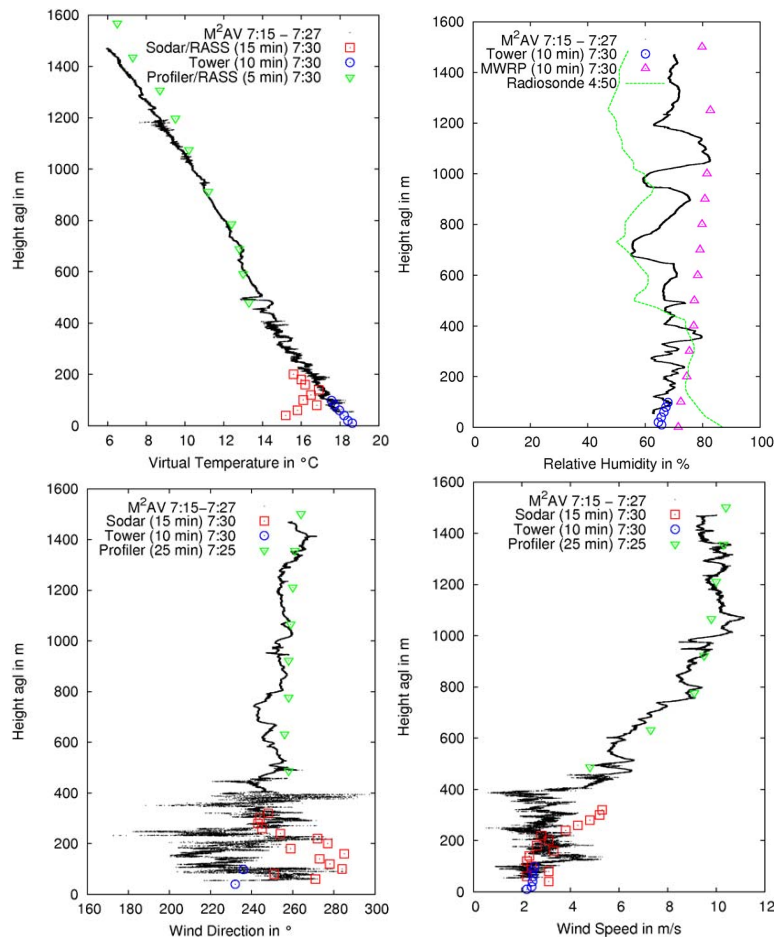 M²AV 7:15 – 7:27
Sodar/RASS (15 min) 7:30
Tower (10 min) 7:30
Profiler/RASS (5 min) 7:30
Height agl in m
1600
1400
1200
1000
800
600
400
200
0
6 8 10 12 14 16 18 20
Virtual Temperature in °C
M²AV 7:15 – 7:27
Tower (10 min) 7:30
MWRP (10 min) 7:30
Radiosonde 4:50
Height agl in m
1600
1400
1200
1000
800
600
400
200
0
0 20 40 60 80 100
Relative Humidity in %
M²AV 7:15–7:27
Sodar (15 min) 7:30
Tower (10 min) 7:30
Profiler (25 min) 7:25
Height agl in m
1600
1400
1200
1000
800
600
400
200
0
160 180 200 220 240 260 280 300
Wind Direction in °
M²AV 7:15 – 7:27
Sodar (15 min) 7:30
Tower (10 min) 7:30
Profiler (25 min) 7:25
Height agl in m
1600
1400
1200
1000
800
600
400
200
0
0 2 4 6 8 10 12
Wind Speed in m/s